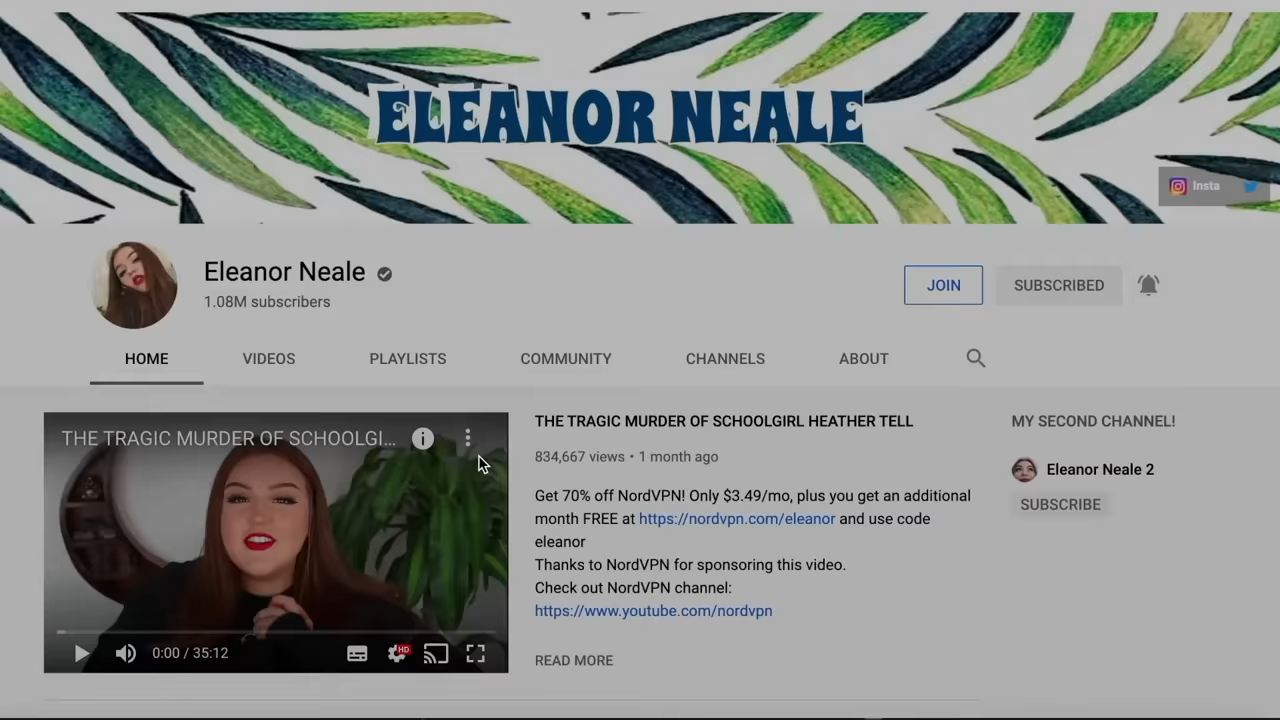 ELEANOR NEALE
Insta
Eleanor Neale
1.08M subscribers
JOIN
SUBSCRIBED
HOME
VIDEOS
PLAYLISTS
COMMUNITY
CHANNELS
ABOUT
THE TRAGIC MURDER OF SCHOOLGI...
0:00 / 35:12
HD
THE TRAGIC MURDER OF SCHOOLGIRL HEATHER TELL
834,667 views • 1 month ago
Get 70% off NordVPN! Only $3.49/mo, plus you get an additional
month FREE at https://nordvpn.com/eleanor and use code
eleanor
Thanks to NordVPN for sponsoring this video.
Check out NordVPN channel:
https://www.youtube.com/nordvpn
READ MORE
MY SECOND CHANNEL!
Eleanor Neale 2
SUBSCRIBE